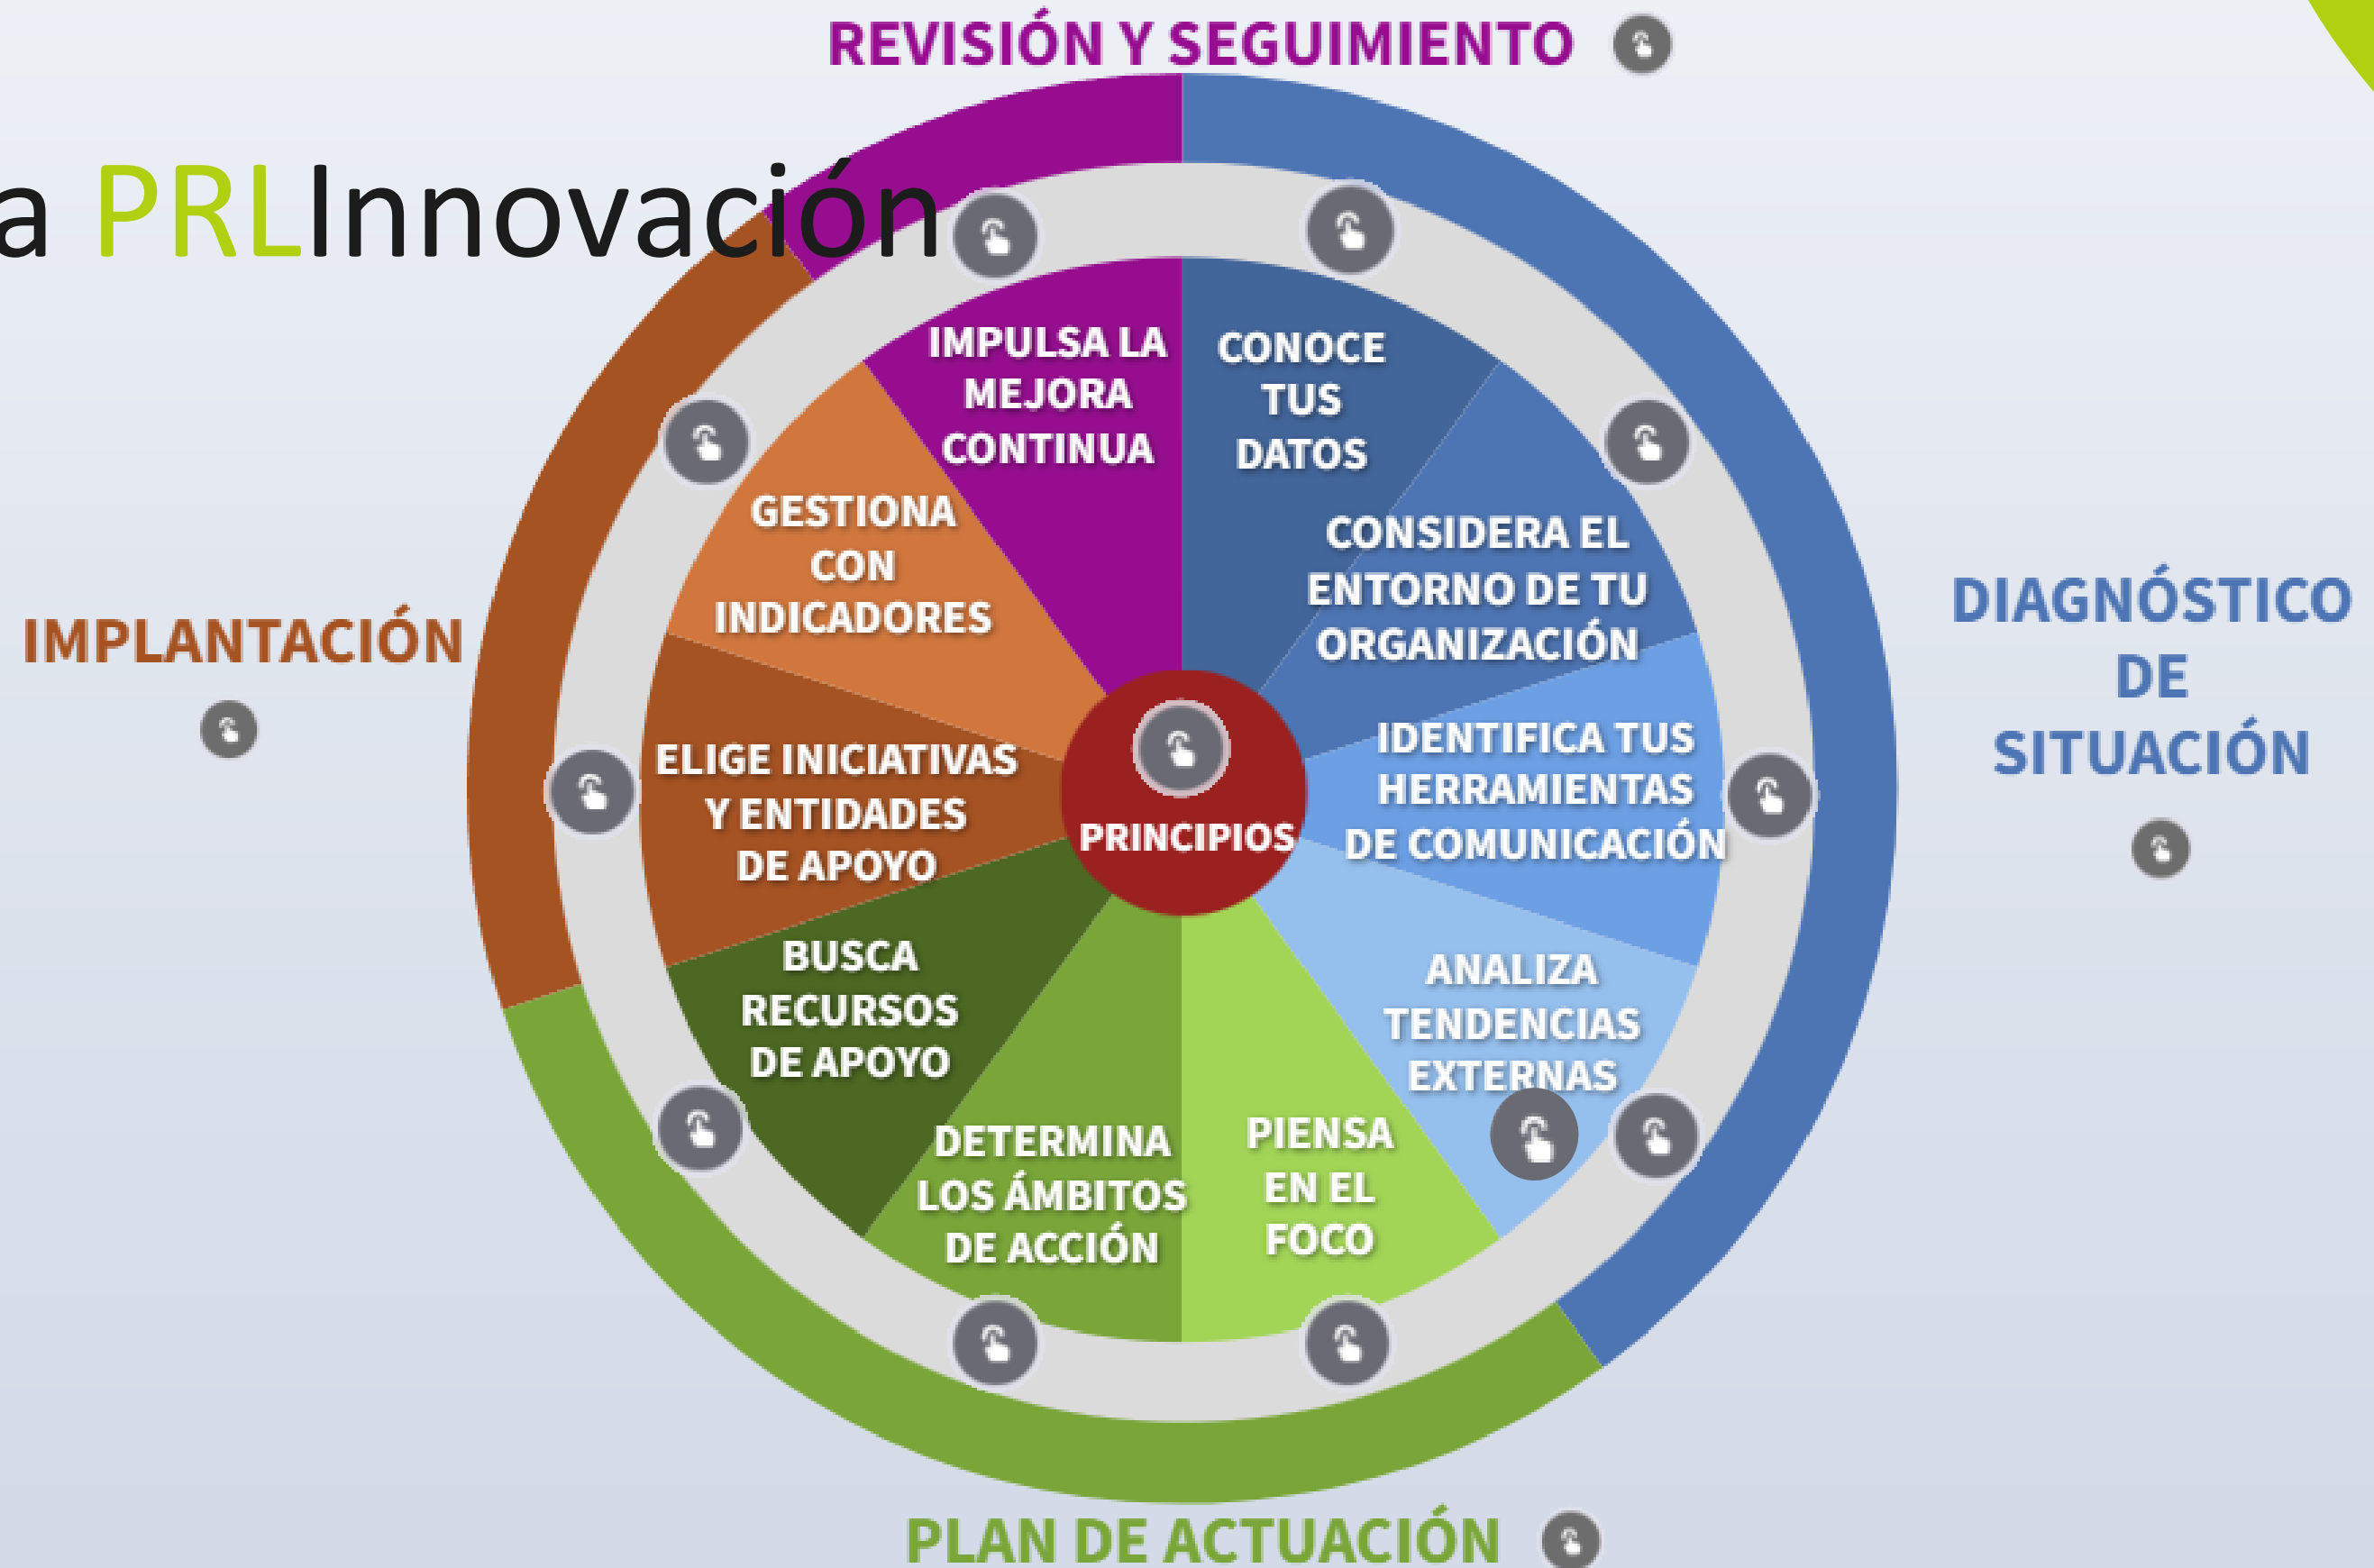 REVISIÓN Y SEGUIMIENTO
a PRLInnovación
IMPULSA LA
MEJORA
CONTINUA
CONOCE
TUS
DATOS
CONSIDERA EL
ENTORNO DE TU
ORGANIZACIÓN
IDENTIFICA TUS
HERRAMIENTAS
DE COMUNICACIÓN
ANALIZA
TENDENCIAS
EXTERNAS
PIENSA
EN EL
FOCO
DETERMINA
LOS ÁMBITOS
DE ACCIÓN
BUSCA
RECURSOS
DE APOYO
ELIGE INICIATIVAS
Y ENTIDADES
DE APOYO
GESTIONA
CON
INDICADORES
PRINCIPIOS
IMPLANTACIÓN
DIAGNÓSTICO
DE
SITUACIÓN
PLAN DE ACTUACIÓN